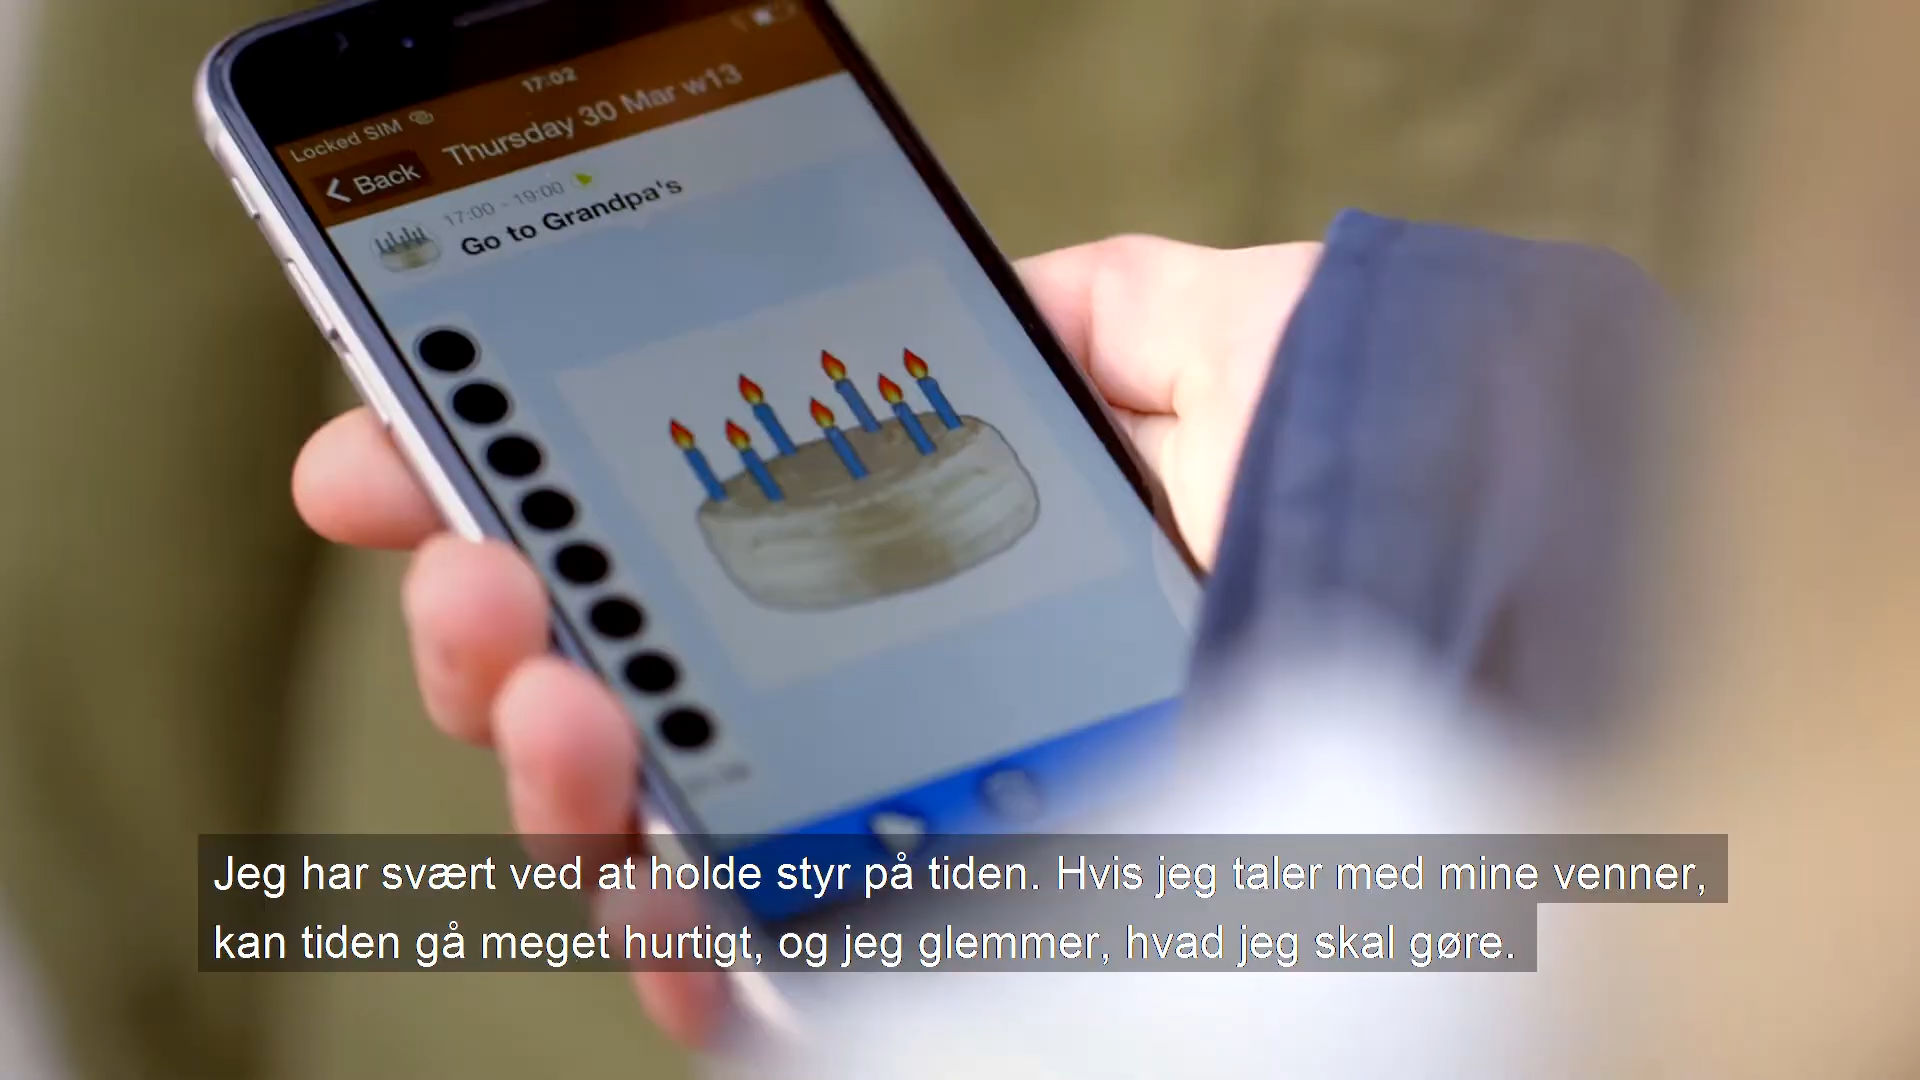 17:02
Locked SIM
Thursday 30 Mar w13
Back
17:00 - 19:00
Go to Grandpa's
Jeg har svært ved at holde styr på tiden. Hvis jeg taler med mine venner,
kan tiden gå meget hurtigt, og jeg glemmer, hvad jeg skal gøre.